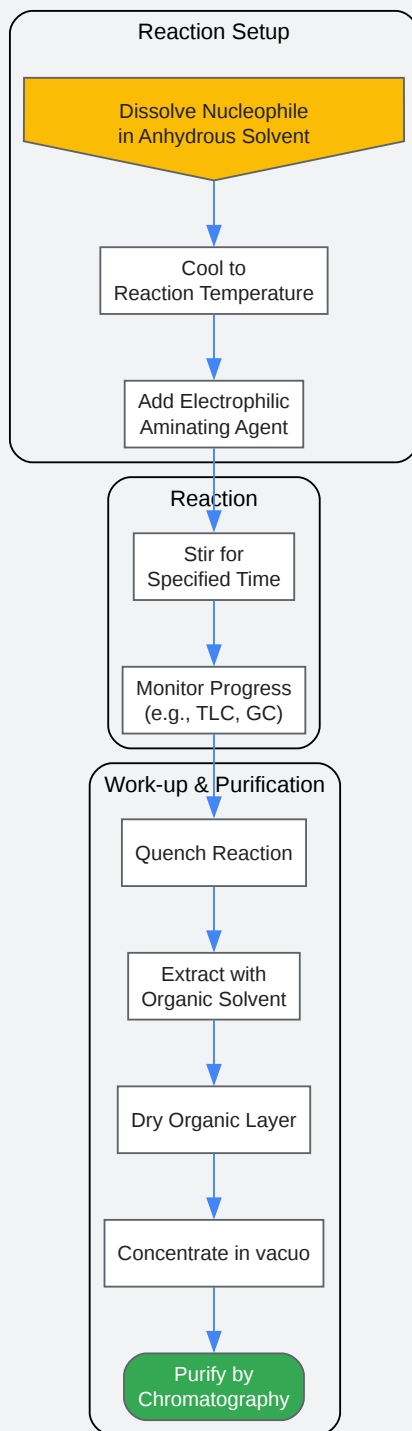 Reaction Setup
Dissolve Nucleophile
in Anhydrous Solvent
Cool to
Reaction Temperature
Add Electrophilic
Aminating Agent
Reaction
Stir for
Specified Time
Monitor Progress
(e.g., TLC, GC)
Work-up & Purification
Quench Reaction
Extract with
Organic Solvent
Dry Organic Layer
Concentrate in vacuo
Purify by
Chromatography